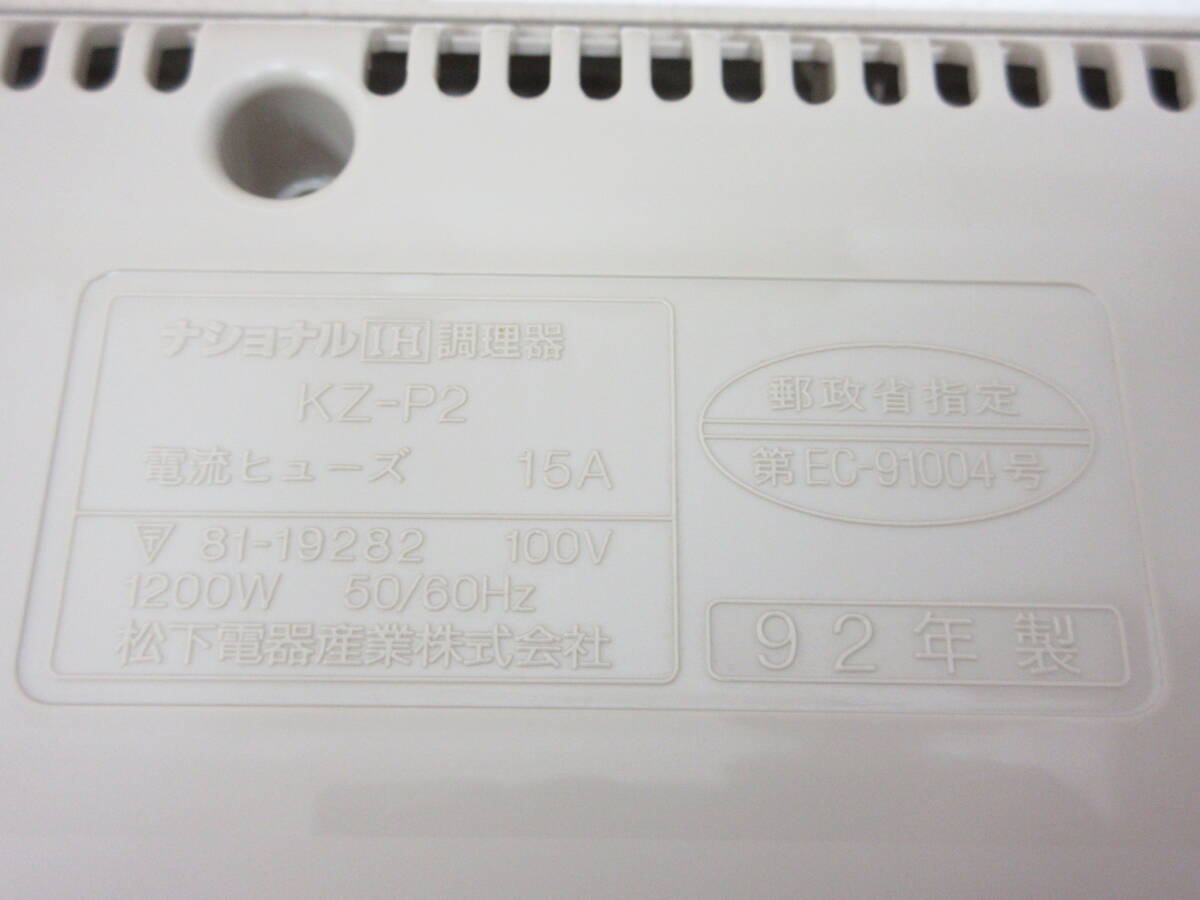 ナショナル IH 調理器
KZ-P2
電流ヒューズ 15A
▽ 81-19282 100V
1200W 50/60Hz
松下電器産業株式会社
郵政省指定
第EC-91004号
92年製